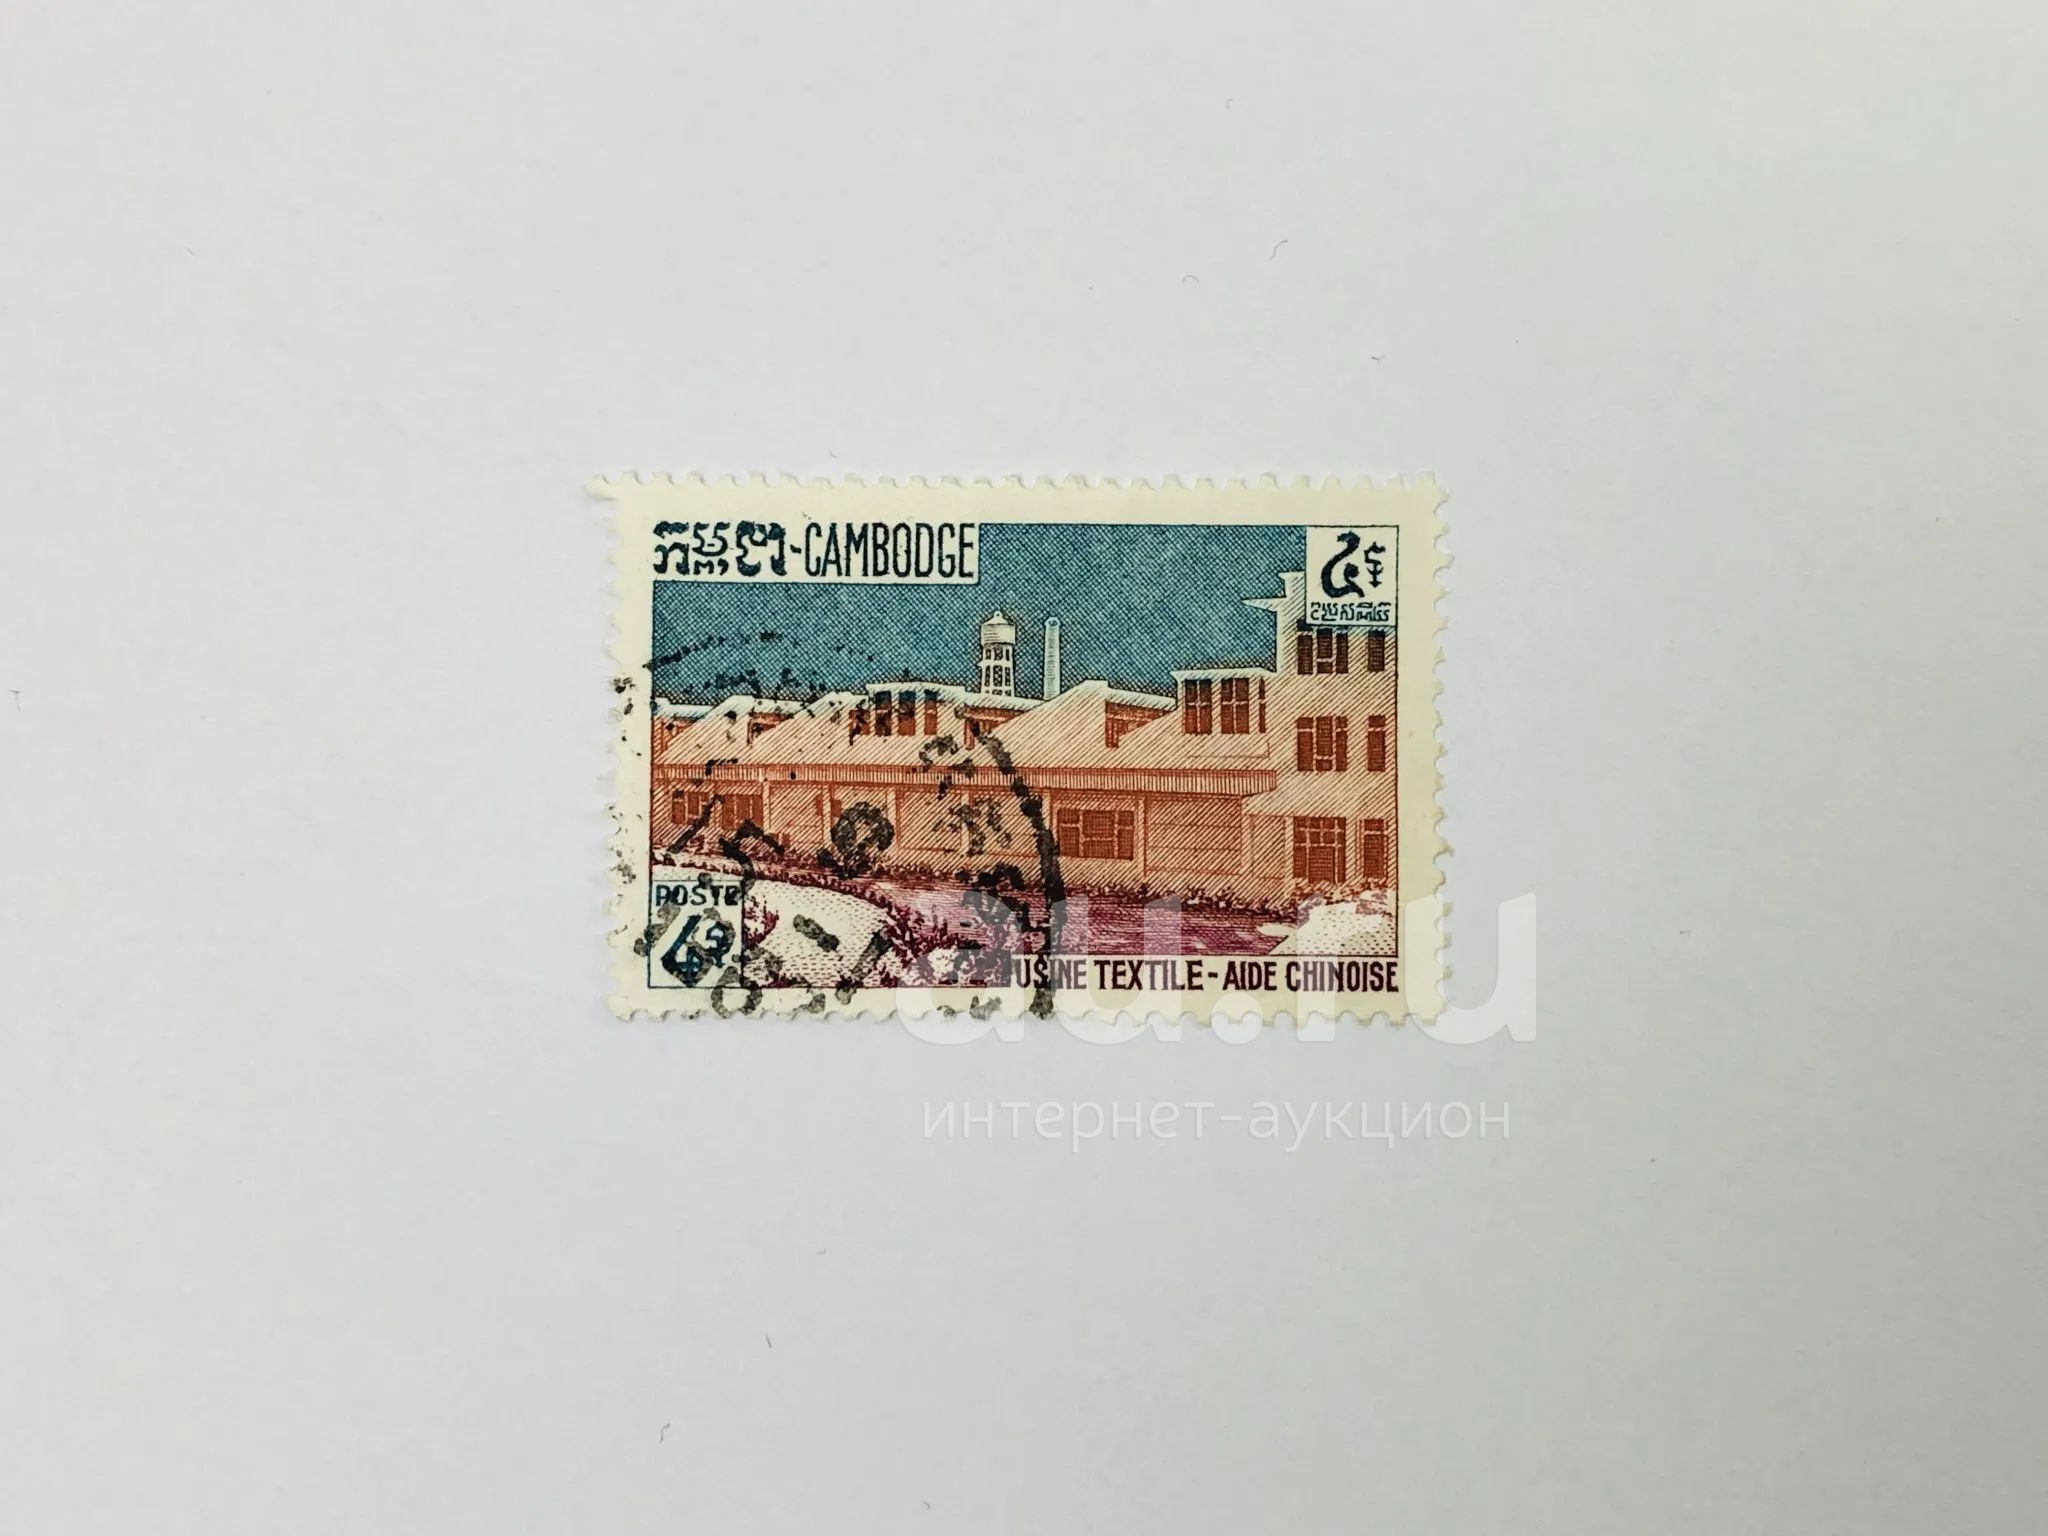 កម្ពុជា-CAMBODGE
៤៛
ប្រៃសណីយ៍
POSTE
4៛
USINE TEXTILE-AIDE CHINOISE
au.ru
интернет-аукцион